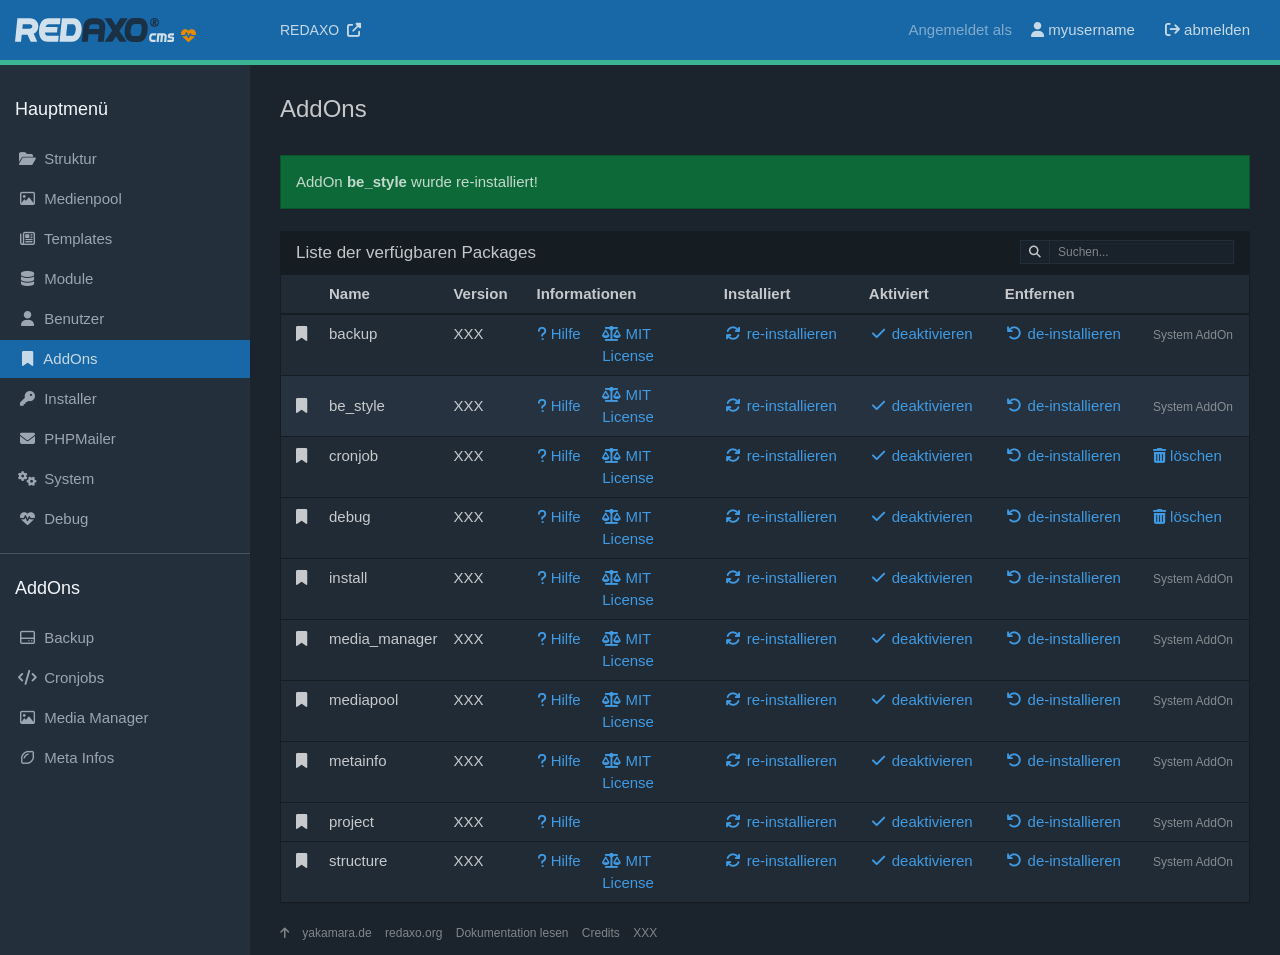 REDAXO® cms
REDAXO
Angemeldet als myusername abmelden
Hauptmenü
Struktur
Medienpool
Templates
Module
Benutzer
AddOns
Installer
PHPMailer
System
Debug
AddOns
Backup
Cronjobs
Media Manager
Meta Infos
AddOns
AddOn be_style wurde re-installiert!
Liste der verfügbaren Packages
Suchen...
Name Version Informationen Installiert Aktiviert Entfernen
backup XXX Hilfe MIT re-installieren deaktivieren de-installieren System AddOn
License
be_style XXX Hilfe MIT re-installieren deaktivieren de-installieren System AddOn
License
cronjob XXX Hilfe MIT re-installieren deaktivieren de-installieren löschen
License
debug XXX Hilfe MIT re-installieren deaktivieren de-installieren löschen
License
install XXX Hilfe MIT re-installieren deaktivieren de-installieren System AddOn
License
media_manager XXX Hilfe MIT re-installieren deaktivieren de-installieren System AddOn
License
mediapool XXX Hilfe MIT re-installieren deaktivieren de-installieren System AddOn
License
metainfo XXX Hilfe MIT re-installieren deaktivieren de-installieren System AddOn
License
project XXX Hilfe re-installieren deaktivieren de-installieren System AddOn
structure XXX Hilfe MIT re-installieren deaktivieren de-installieren System AddOn
License
yakamara.de redaxo.org Dokumentation lesen Credits XXX